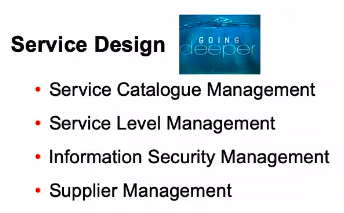 Service Design
GOING
deeper
Service Catalogue Management
Service Level Management
Information Security Management
Supplier Management